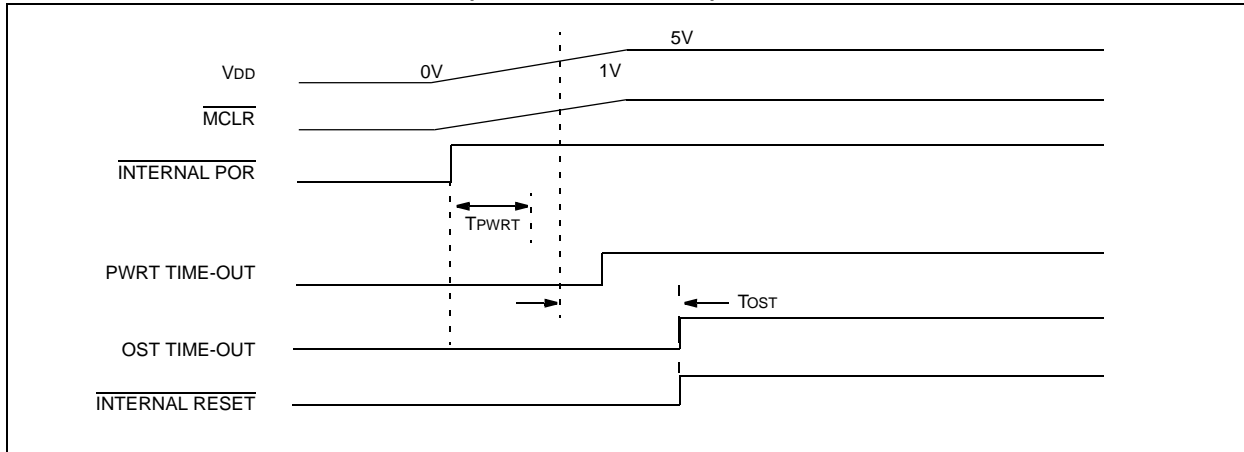 5V
VDD 0V 1V
MCLR
INTERNAL POR
TPWRT
PWRT TIME-OUT
TOST
OST TIME-OUT
INTERNAL RESET